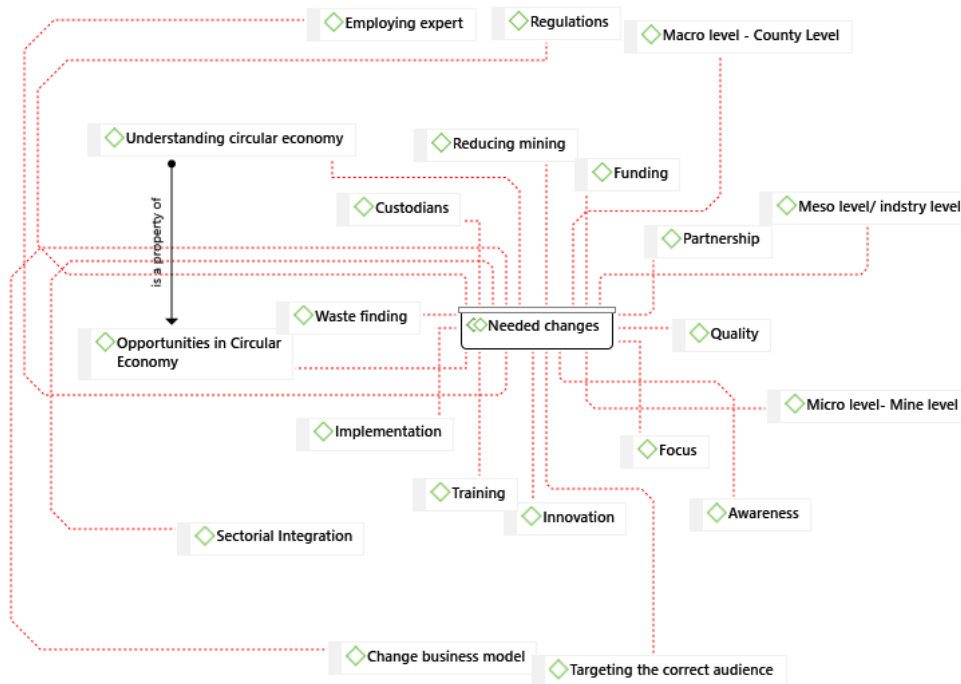 Employing expert
Regulations
Macro level - County Level
Understanding circular economy
Reducing mining
Funding
Custodians
Meso level/ indstry level
Partnership
is a property of
Waste finding
Needed changes
Quality
Opportunities in Circular
Economy
Micro level- Mine level
Implementation
Focus
Training
Innovation
Awareness
Sectorial Integration
Change business model
Targeting the correct audience